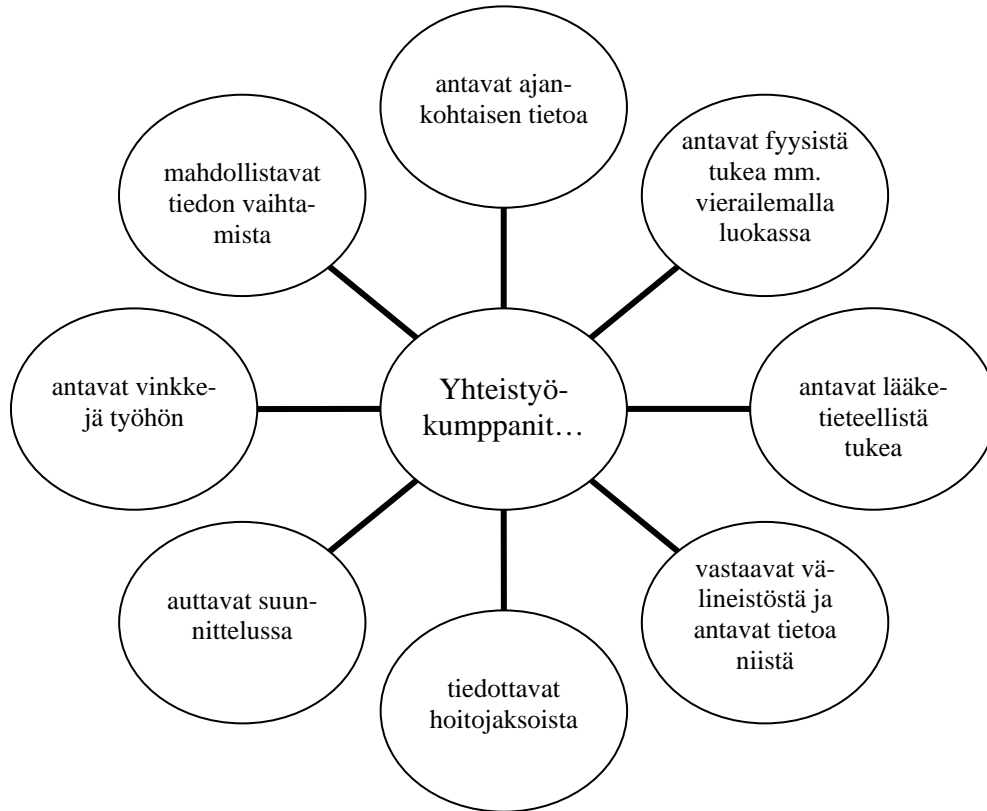 antavat ajan-
kohtaisen tietoa
antavat fyysistä
tukea mm.
vierailemalla
luokassa
mahdollistavat
tiedon vaihta-
mista
antavat vinkke-
jä työhön
Yhteistyö-
kumppanit…
antavat lääke-
tieteellistä
tukea
auttavat suun-
nittelussa
vastaavat vä-
lineistöstä ja
antavat tietoa
niistä
tiedottavat
hoitojaksoista